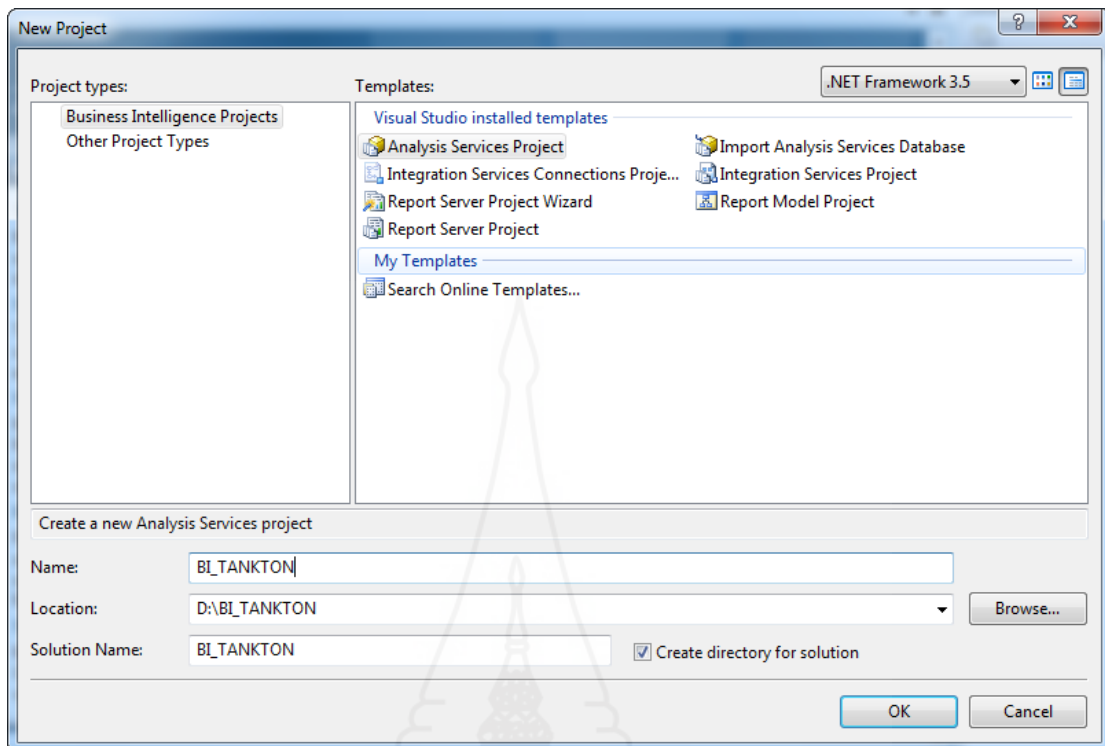 New Project
Project types:
Templates:
.NET Framework 3.5
Business Intelligence Projects
Other Project Types
Visual Studio installed templates
Analysis Services Project
Import Analysis Services Database
Integration Services Connections Proje...
Integration Services Project
Report Server Project Wizard
Report Model Project
Report Server Project
My Templates
Search Online Templates...
Create a new Analysis Services project
Name:
BI_TANKTON
Location:
D:\BI_TANKTON
Browse...
Solution Name:
BI_TANKTON
Create directory for solution
OK
Cancel